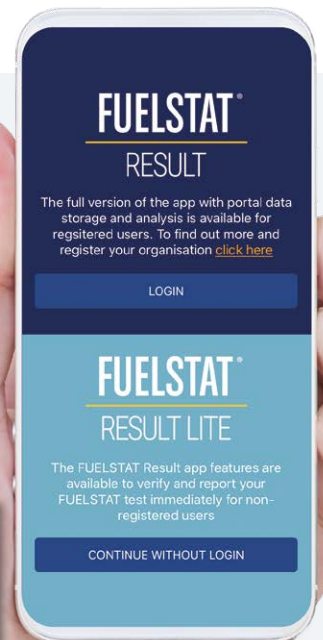 FUELSTAT®
RESULT
The full version of the app with portal data
storage and analysis is available for
regsitered users. To find out more and
register your organisation click here
LOGIN
FUELSTAT®
RESULT LITE
The FUELSTAT Result app features are
available to verify and report your
FUELSTAT test immediately for non-
registered users
CONTINUE WITHOUT LOGIN